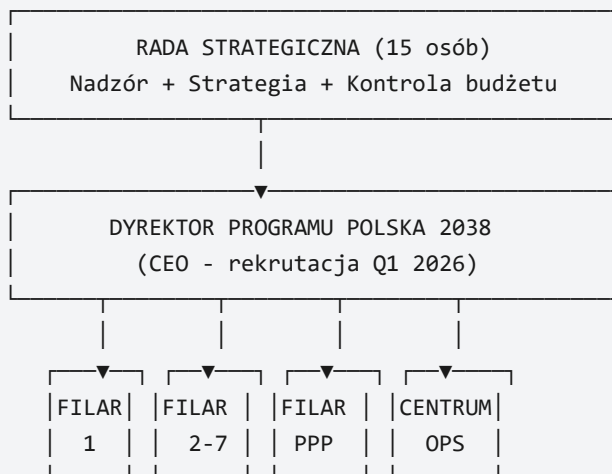 RADA STRATEGICZNA (15 osób)
Nadzór + Strategia + Kontrola budżetu
DYREKTOR PROGRAMU POLSKA 2038
(CEO - rekrutacja Q1 2026)
FILAR FILAR FILAR CENTRUM
1 2-7 PPP OPS